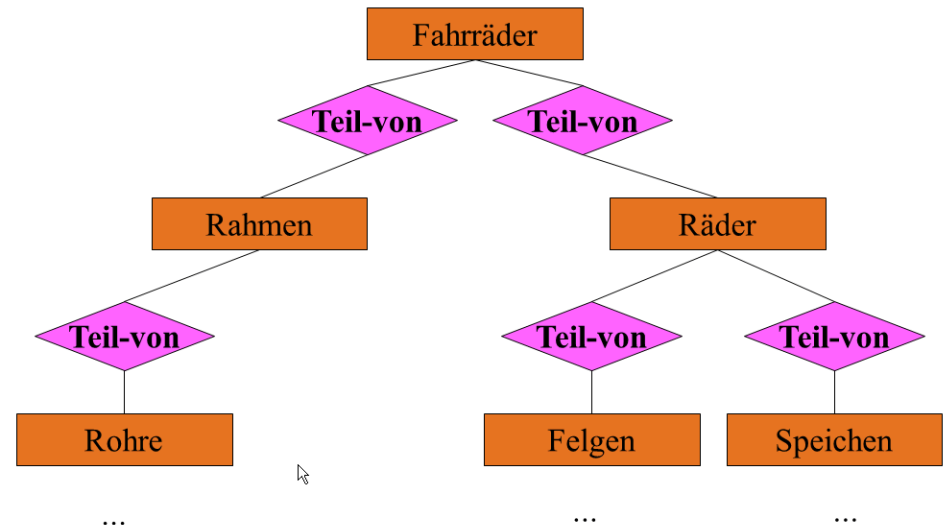 Fahrräder
Teil-von Teil-von
Rahmen Räder
Teil-von Teil-von Teil-von
Rohre Felgen Speichen
... ... ...